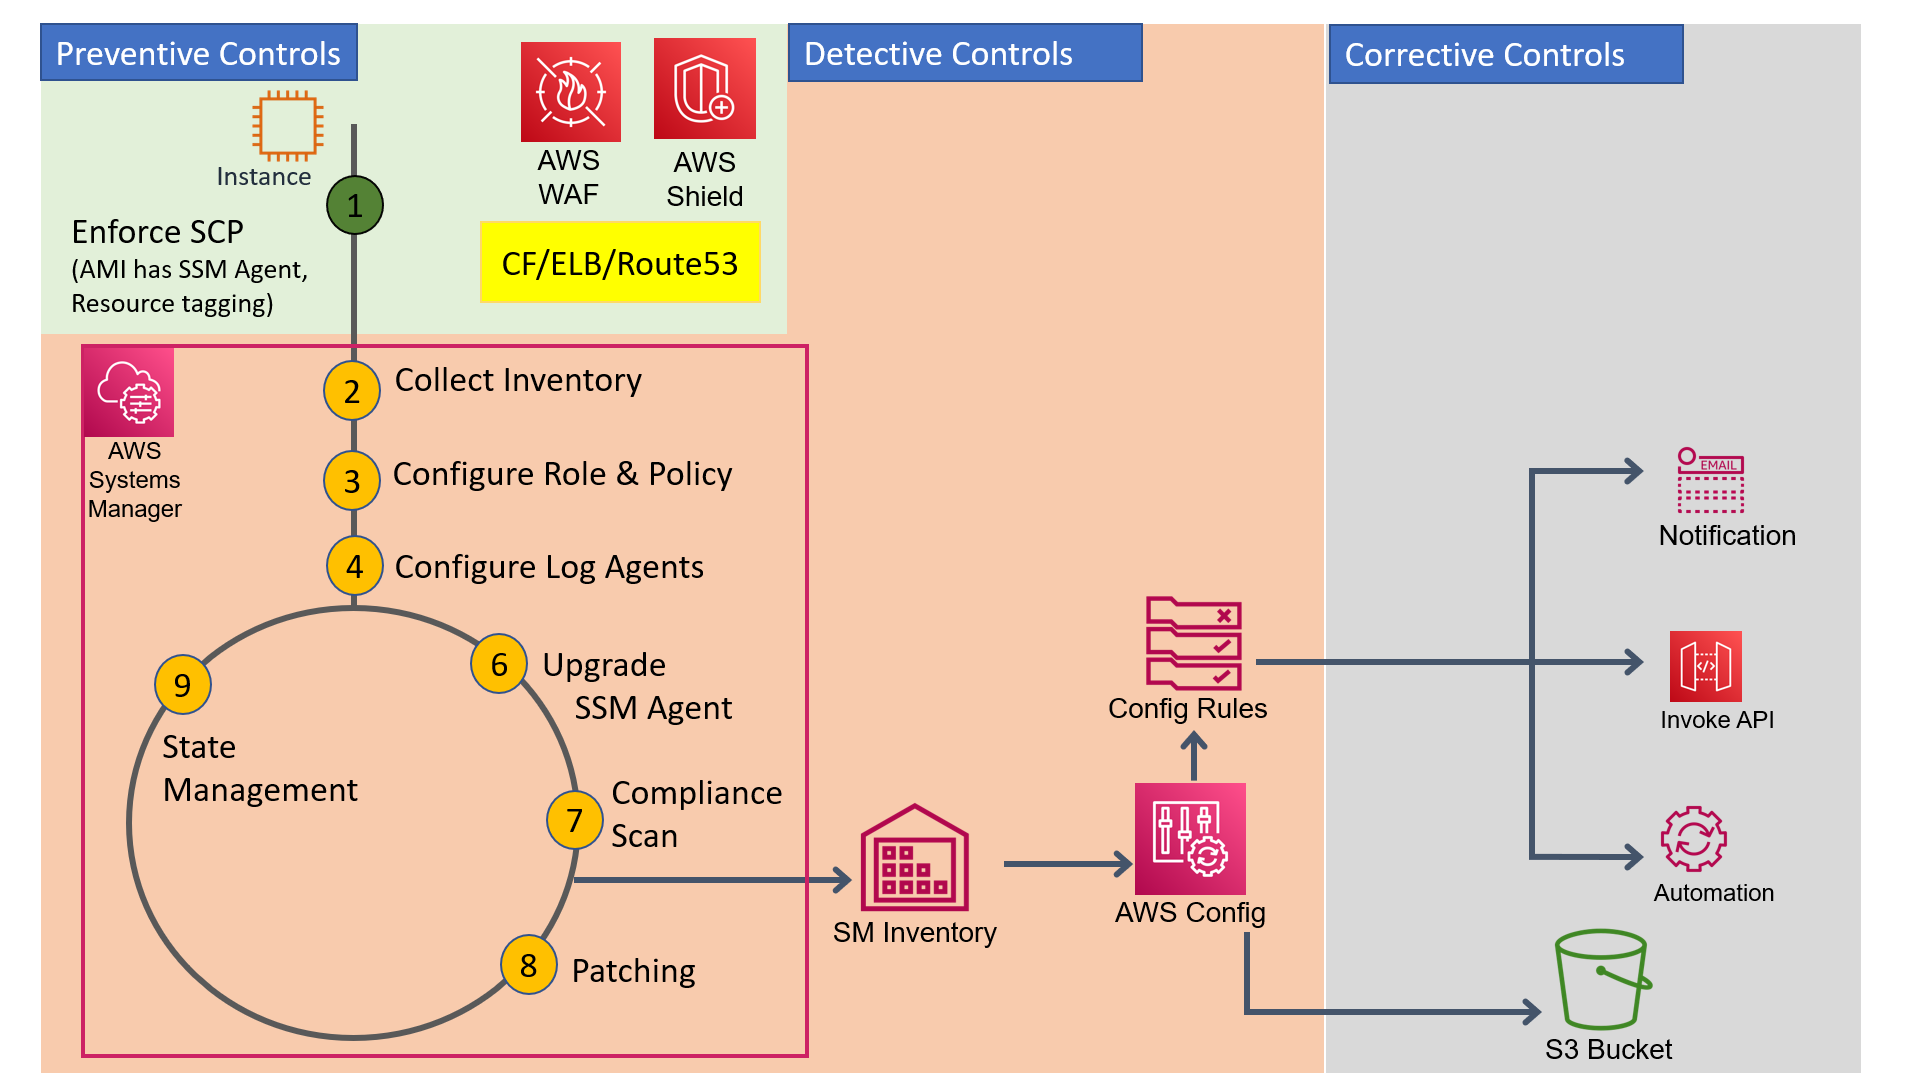 Preventive Controls
Detective Controls
Corrective Controls
Instance
AWS
WAF
AWS
Shield
1
Enforce SCP
(AMI has SSM Agent,
Resource tagging)
CF/ELB/Route53
AWS
Systems
Manager
2
Collect Inventory
3
Configure Role & Policy
4
Configure Log Agents
6
Upgrade
SSM Agent
9
State
Management
7
Compliance
Scan
8
Patching
SM Inventory
AWS Config
Config Rules
EMAIL
Notification
</>
Invoke API
Automation
S3 Bucket